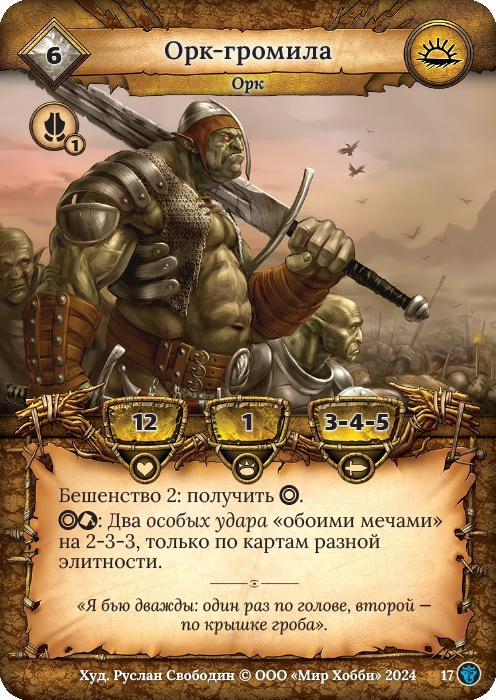 6
Орк-громила
Орк
1
12
1
3-4-5
Бешенство 2: получить
: Два особых удара «обоими мечами»
на 2-3-3, только по картам разной
элитности.
«Я бью дважды: один раз по голове, второй —
по крышке гроба».
Худ. Руслан Свободин © ООО «Мир Хобби» 2024 17